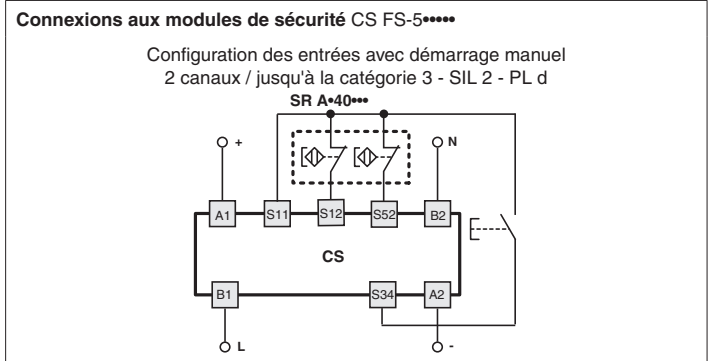 Connexions aux modules de sécurité CS FS-5•••••
Configuration des entrées avec démarrage manuel
2 canaux / jusqu'à la catégorie 3 - SIL 2 - PL d
SR A•40•••
+ N
A1 S11 S12 S52 B2
CS
B1 S34 A2
L -